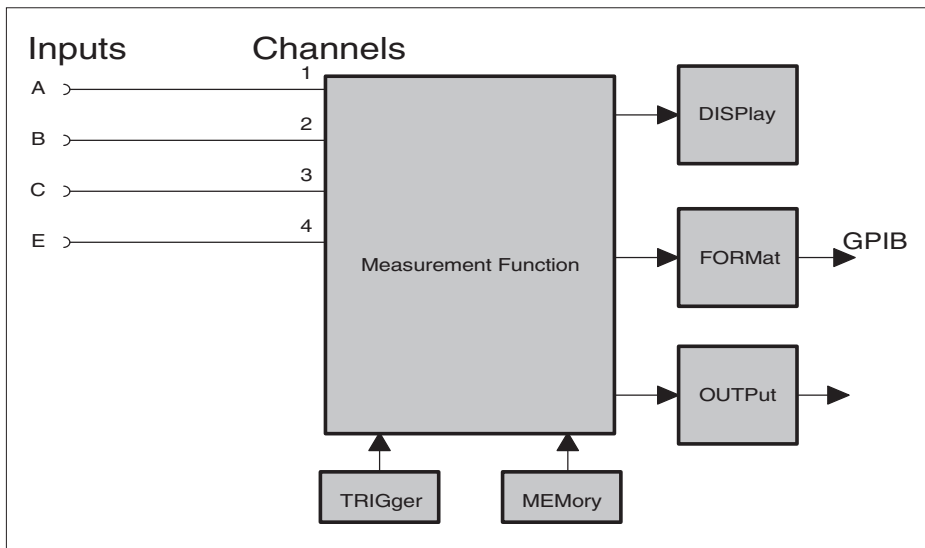 Inputs Channels
A 1
B 2
C 3
E 4
Measurement Function
DISPlay
FORMat
GPIB
OUTPut
TRIGger
MEMory